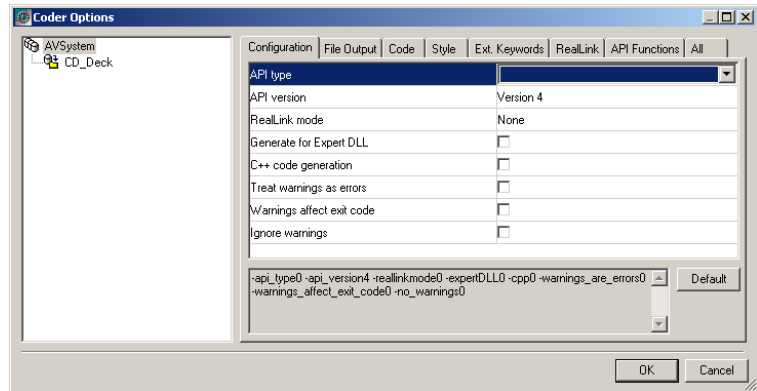 Coder Options
AVSystem
CD_Deck
Configuration File Output Code Style Ext. Keywords RealLink API Functions All
API type
API version Version 4
RealLink mode None
Generate for Expert DLL
C++ code generation
Treat warnings as errors
Warnings affect exit code
Ignore warnings
-api_type0 -api_version4 -reallinkmode0 -expertDLL0 -cpp0 -warnings_are_errors0
-warnings_affect_exit_code0 -no_warnings0
Default
OK Cancel